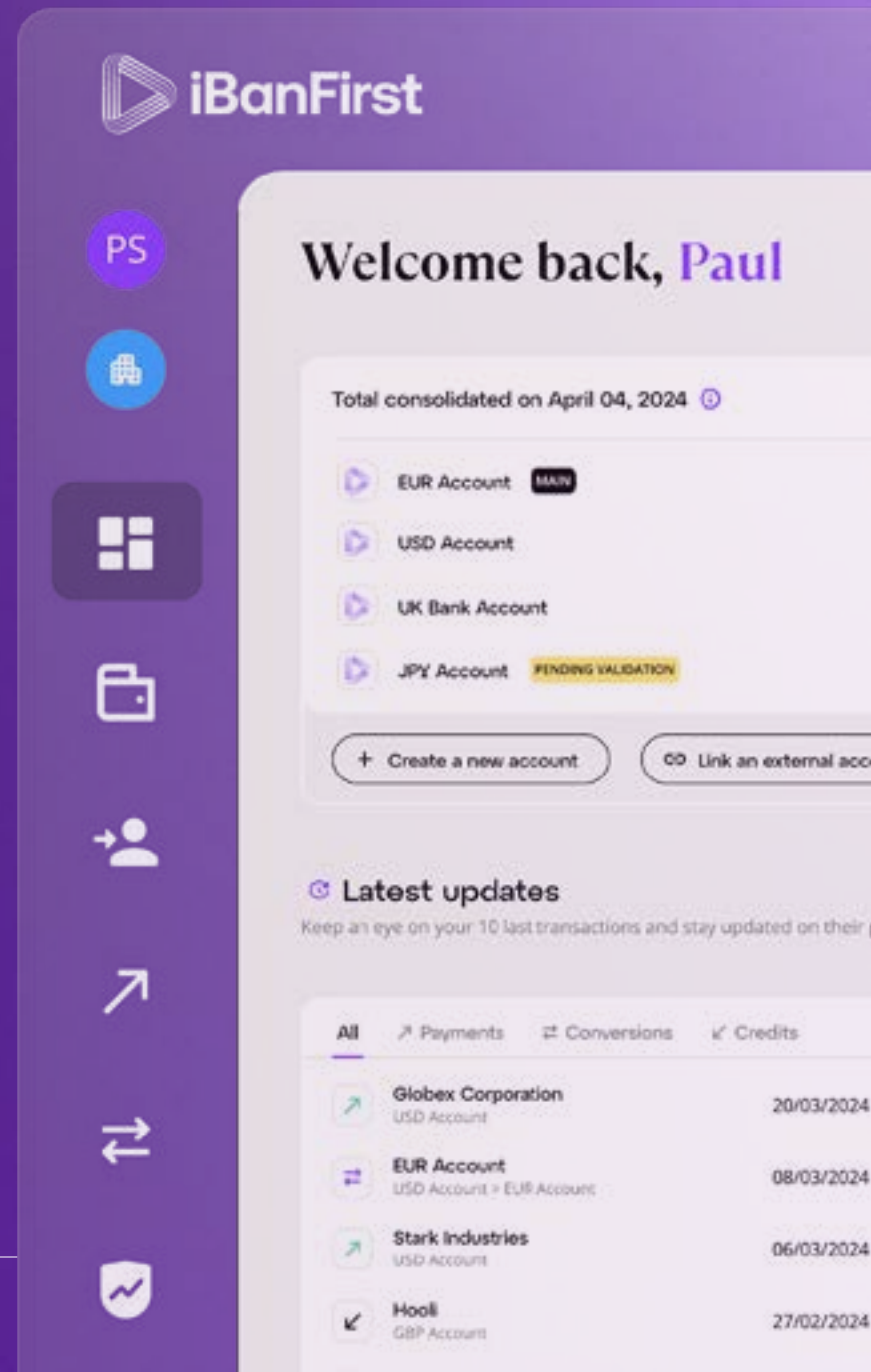 iBanFirst
PS
Welcome back, Paul
Total consolidated on April 04, 2024
EUR Account MAIN
USD Account
UK Bank Account
JPY Account PENDING VALIDATION
+ Create a new account Link an external acc
Latest updates
Keep an eye on your 10 last transactions and stay updated on their
All Payments Conversions Credits
Globex Corporation 20/03/2024
USD Account
EUR Account 08/03/2024
USD Account > EUR Account
Stark Industries 06/03/2024
USD Account
Hooli 27/02/2024
GBP Account